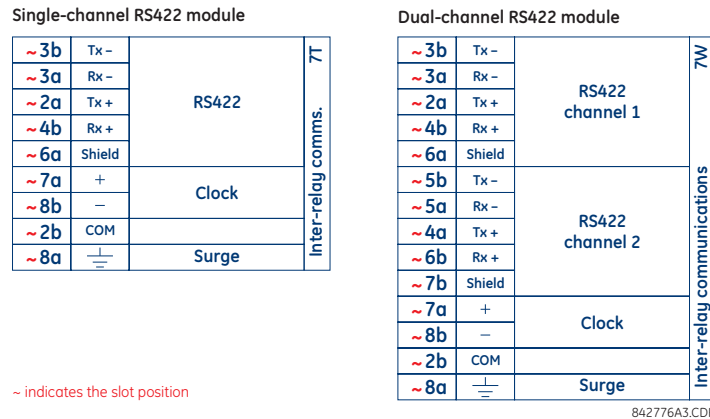 Single-channel RS422 module
~3b Tx –
~3a Rx –
~2a Tx +
~4b Rx +
~6a Shield
RS422
~7a +
~8b –
Clock
~2b COM
~8a Surge
7T
Inter-relay comms.
Dual-channel RS422 module
~3b Tx –
~3a Rx –
~2a Tx +
~4b Rx +
~6a Shield
RS422
channel 1
~5b Tx –
~5a Rx –
~4a Tx +
~6b Rx +
~7b Shield
RS422
channel 2
~7a +
~8b –
Clock
~2b COM
~8a Surge
7W
Inter-relay communications
~ indicates the slot position